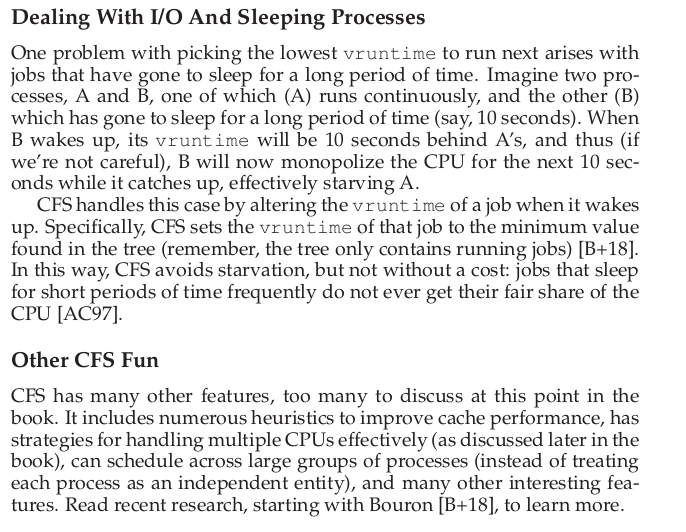 Dealing With I/O And Sleeping Processes
One problem with picking the lowest vruntime to run next arises with
jobs that have gone to sleep for a long period of time. Imagine two pro-
cesses, A and B, one of which (A) runs continuously, and the other (B)
which has gone to sleep for a long period of time (say, 10 seconds). When
B wakes up, its vruntime will be 10 seconds behind A's, and thus (if
we're not careful), B will now monopolize the CPU for the next 10 sec-
onds while it catches up, effectively starving A.
CFS handles this case by altering the vruntime of a job when it wakes
up. Specifically, CFS sets the vruntime of that job to the minimum value
found in the tree (remember, the tree only contains running jobs) [B+18].
In this way, CFS avoids starvation, but not without a cost: jobs that sleep
for short periods of time frequently do not ever get their fair share of the
CPU [AC97].
Other CFS Fun
CFS has many other features, too many to discuss at this point in the
book. It includes numerous heuristics to improve cache performance, has
strategies for handling multiple CPUs effectively (as discussed later in the
book), can schedule across large groups of processes (instead of treating
each process as an independent entity), and many other interesting fea-
tures. Read recent research, starting with Bouron [B+18], to learn more.